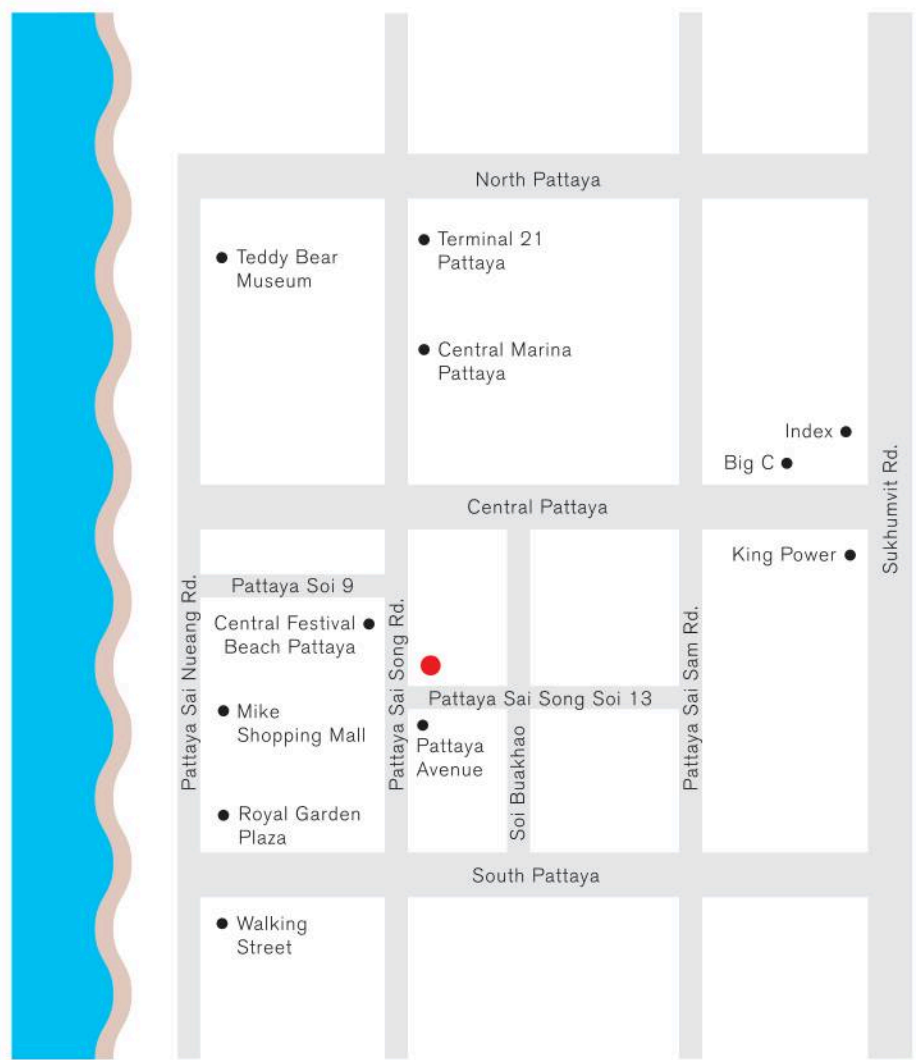 North Pattaya
Teddy Bear
Museum
Terminal 21
Pattaya
Central Marina
Pattaya
Index
Big C
Sukhumvit Rd.
Central Pattaya
King Power
Pattaya Soi 9
Pattaya Sai Nueang Rd.
Central Festival
Beach Pattaya
Pattaya Sai Song Rd.
Pattaya Sai Sam Rd.
Pattaya Sai Song Soi 13
Mike
Shopping Mall
Pattaya
Avenue
Soi Buakhao
Royal Garden
Plaza
South Pattaya
Walking
Street